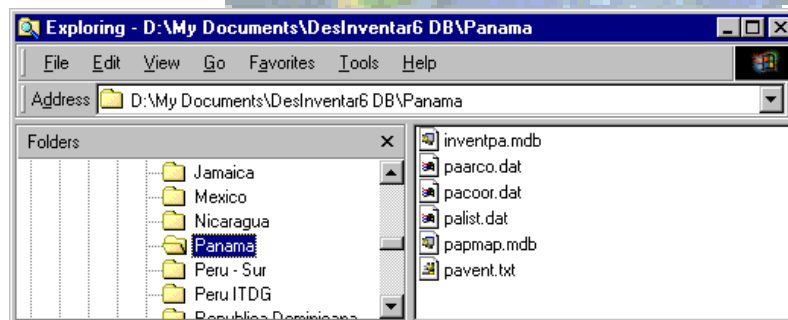 Exploring - D:\My Documents\DesInventar6 DB\Panama
File Edit View Go Favorites Tools Help
Address D:\My Documents\DesInventar6 DB\Panama
Folders
Jamaica
Mexico
Nicaragua
Panama
Peru - Sur
Peru ITDG
Republica Dominicana
inventpa.mdb
paarco.dat
pacoor.dat
palist.dat
papmap.mdb
pavent.txt